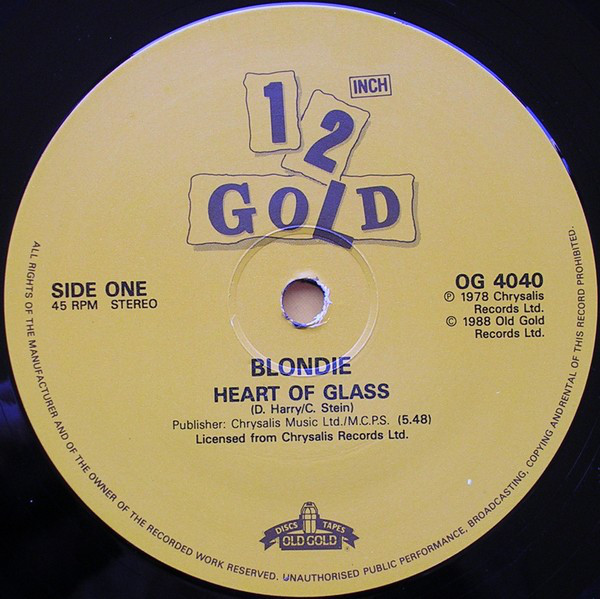 12 INCH
GOLD
SIDE ONE
45 RPM STEREO
OG 4040
℗ 1978 Chrysalis
Records Ltd.
© 1988 Old Gold
Records Ltd.
BLONDIE
HEART OF GLASS
(D. Harry/C. Stein)
Publisher: Chrysalis Music Ltd./M.C.P.S. (5.48)
Licensed from Chrysalis Records Ltd.
DISCS TAPES
OLD GOLD
ALL RIGHTS OF THE MANUFACTURER AND OF THE OWNER OF THE RECORDED WORK RESERVED. UNAUTHORISED PUBLIC PERFORMANCE, BROADCASTING, COPYING AND RENTAL OF THIS RECORD PROHIBITED.